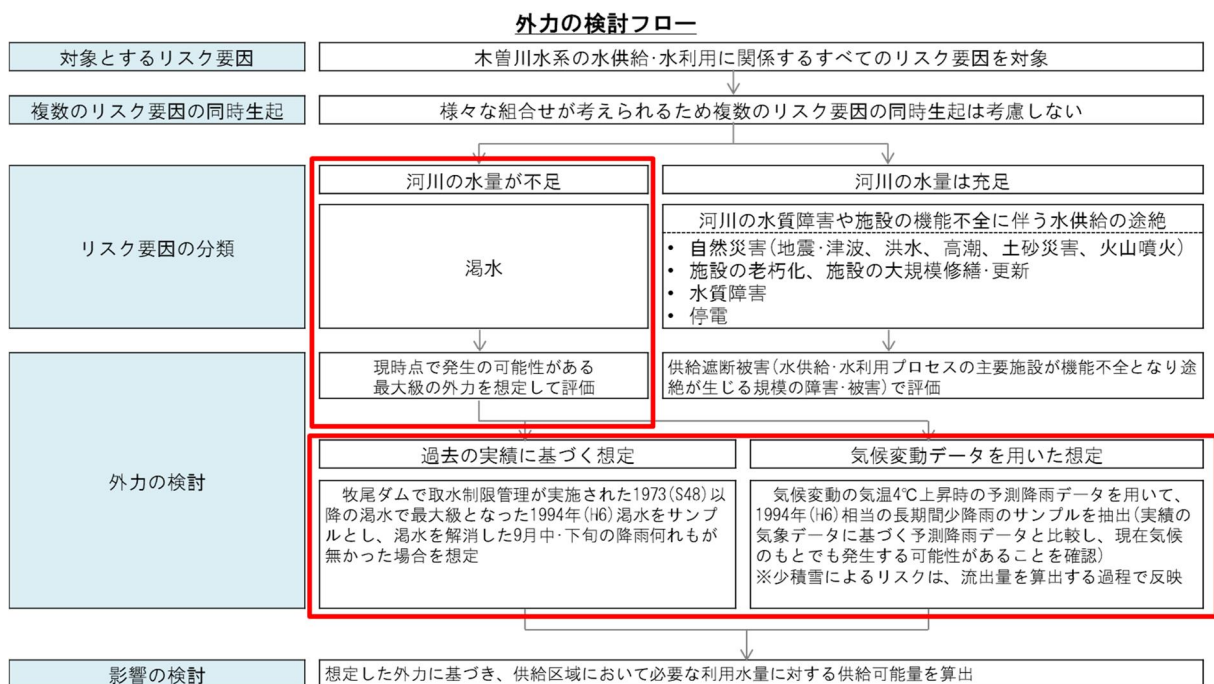 外力の検討フロー
対象とするリスク要因
木曽川水系の水供給･水利用に関係するすべてのリスク要因を対象
複数のリスク要因の同時生起
様々な組合せが考えられるため複数のリスク要因の同時生起は考慮しない
リスク要因の分類
河川の水量が不足
渇水
河川の水量は充足
河川の水質障害や施設の機能不全に伴う水供給の途絶
• 自然災害(地震･津波、洪水、高潮、土砂災害、火山噴火)
• 施設の老朽化、施設の大規模修繕･更新
• 水質障害
• 停電
外力の検討
現時点で発生の可能性がある
最大級の外力を想定して評価
供給遮断被害(水供給･水利用プロセスの主要施設が機能不全となり途
絶が生じる規模の障害･被害)で評価
過去の実績に基づく想定
牧尾ダムで取水制限管理が実施された1973(S48)以
降の渇水で最大級となった1994年(H6)渇水をサンプ
ルとし、渇水を解消した9月中･下旬の降雨何れもが
無かった場合を想定
気候変動データを用いた想定
気候変動の気温4℃上昇時の予測降雨データを用いて、
1994年(H6)相当の長期間少降雨のサンプルを抽出(実績の
気象データに基づく予測降雨データと比較し、現在気候
のもとでも発生する可能性があることを確認)
※少積雪によるリスクは、流出量を算出する過程で反映
影響の検討
想定した外力に基づき、供給区域において必要な利用水量に対する供給可能量を算出